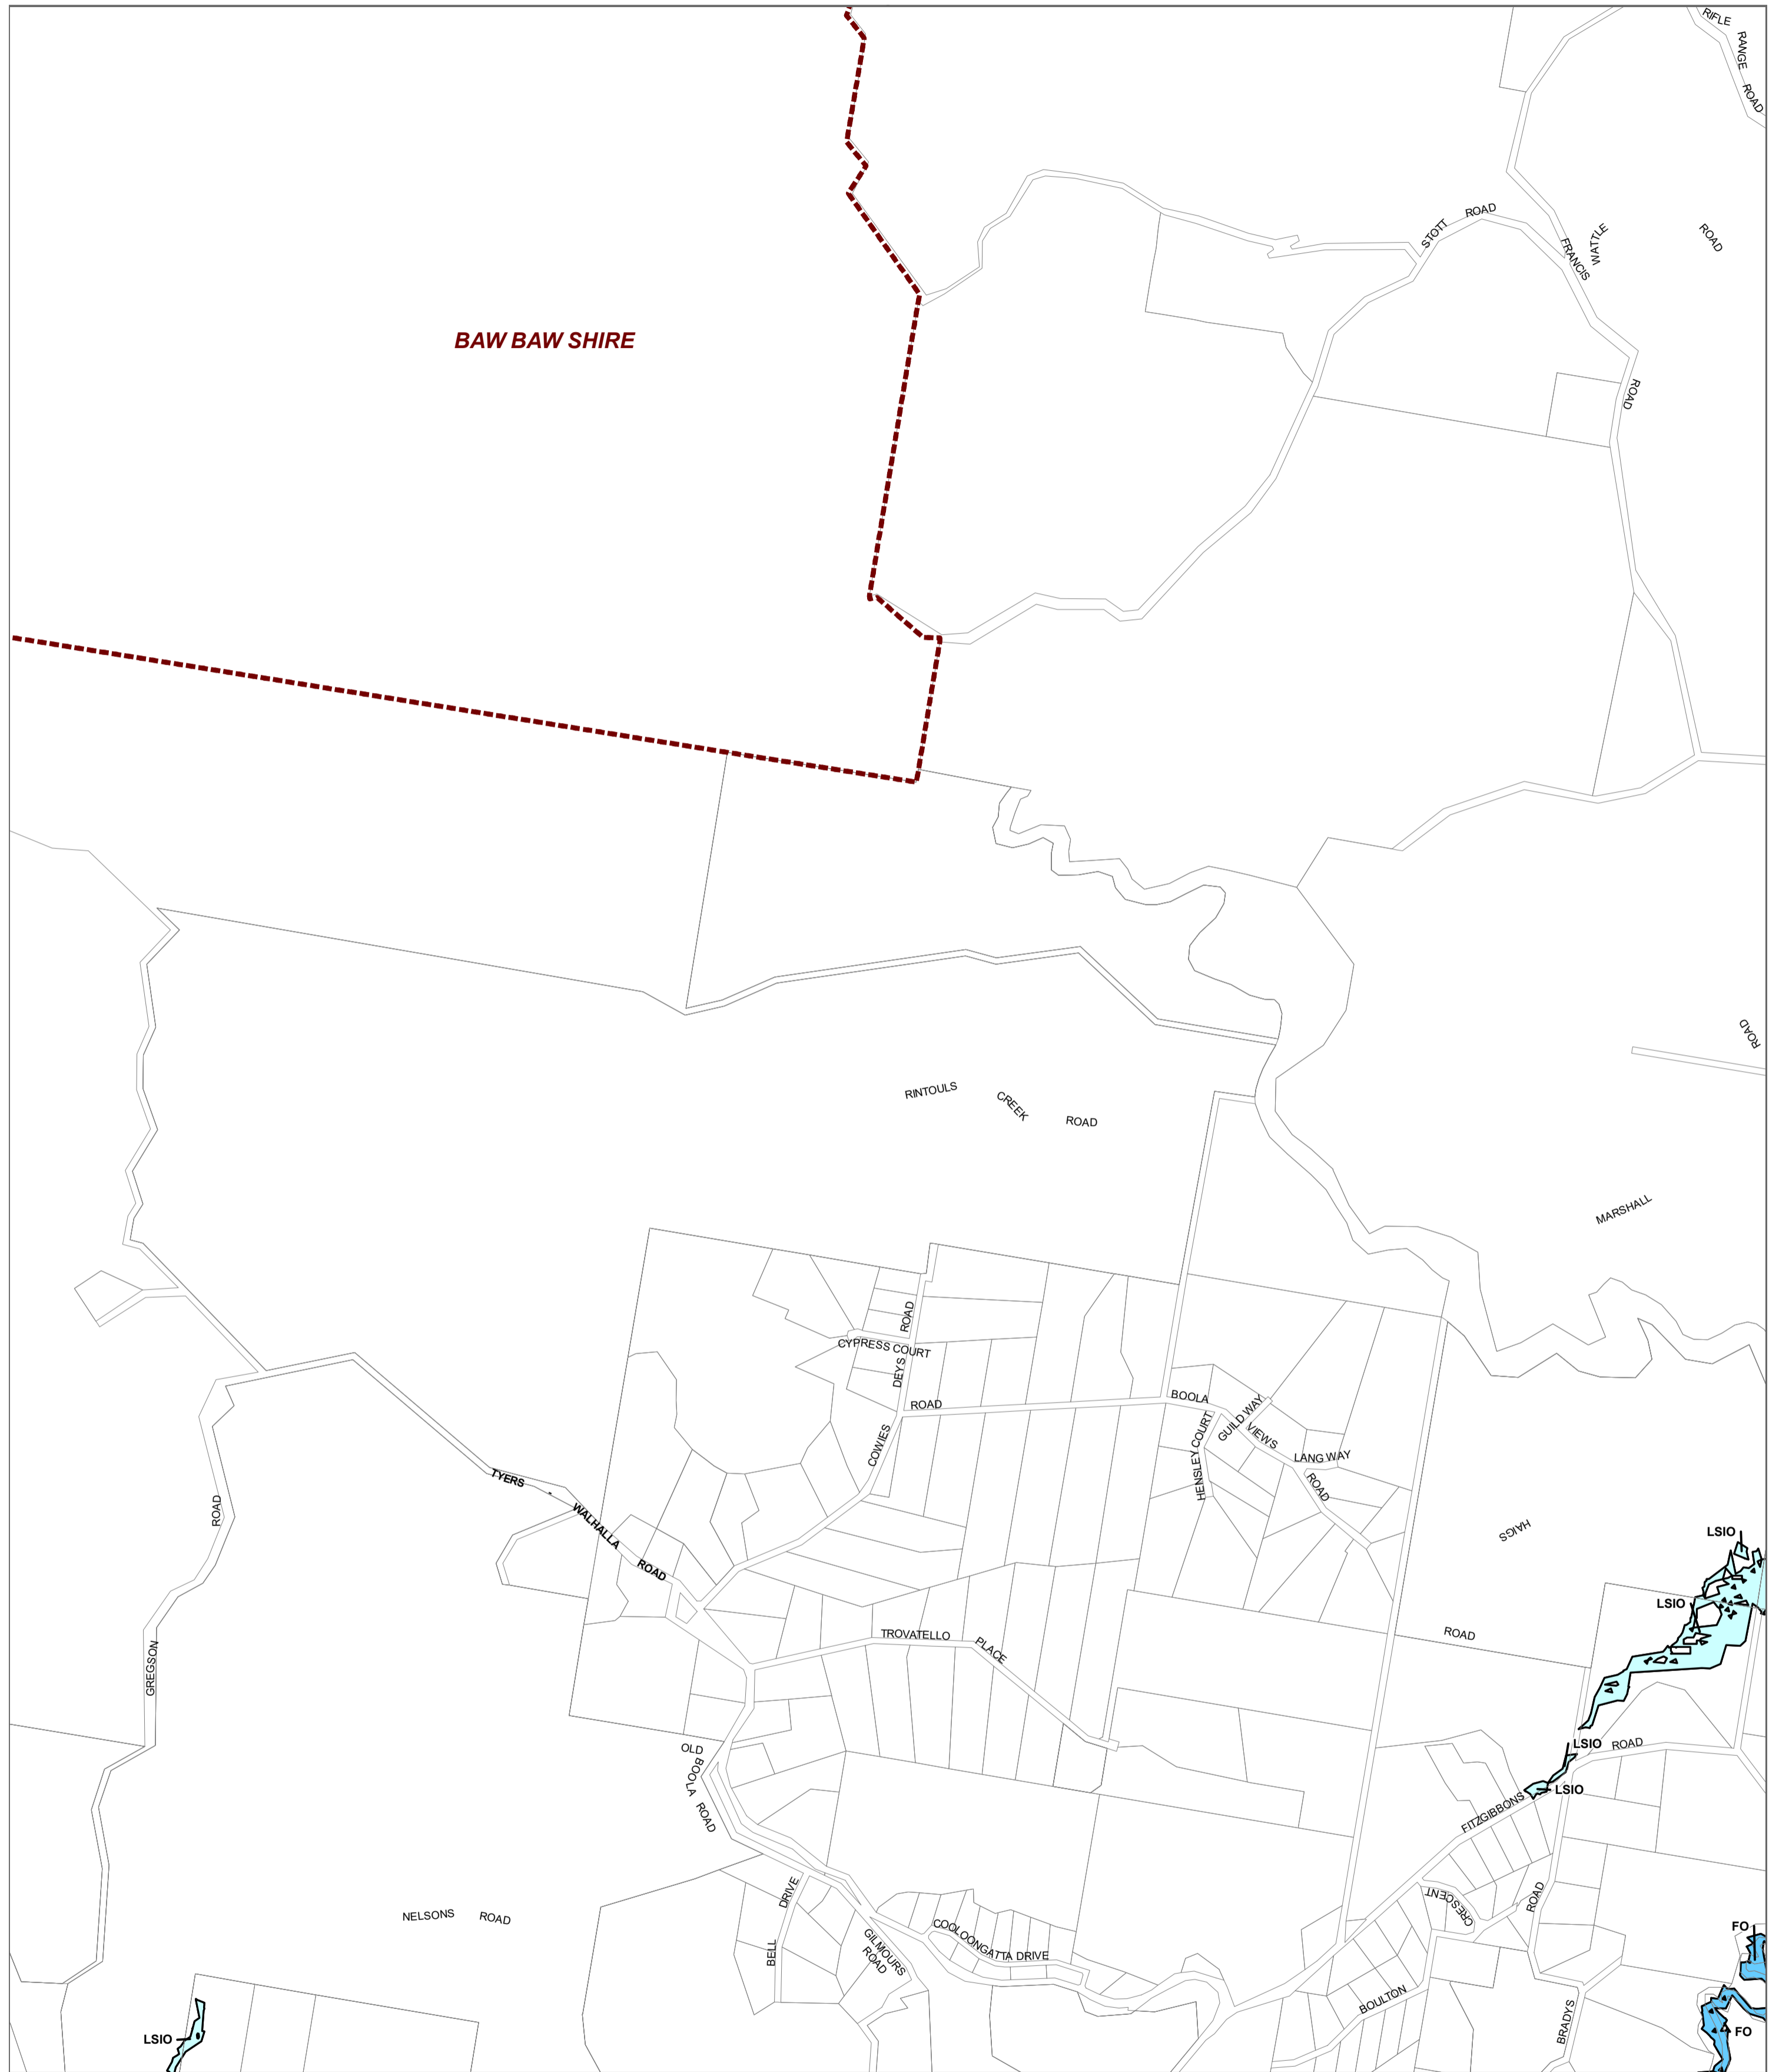 RIFLE
RANGE
ROAD
STOTT
ROAD
FRANCIS
WATTLE
ROAD
BAW BAW SHIRE
ROAD
ROAD
RINTOULS
CREEK
ROAD
MARSHALL
ROAD
CYPRESS COURT
DEYS
ROAD
COWIES
BOOLA
GUILD WAY
HENSLEY COURT
VIEWS
LANG WAY
ROAD
TYERS
-
WALHALLA
ROAD
ROAD
GREGSON
HAIGS
LSIO
LSIO
ROAD
TROVATELLO
PLACE
LSIO
ROAD
LSIO
FITZGIBBONS
OLD
BOOLA
ROAD
NELSONS
ROAD
BELL
DRIVE
GILMOURS
ROAD
COOLOONGATTA DRIVE
CRESCENT
ROAD
BOULTON
BRADYS
FO
FO
LSIO